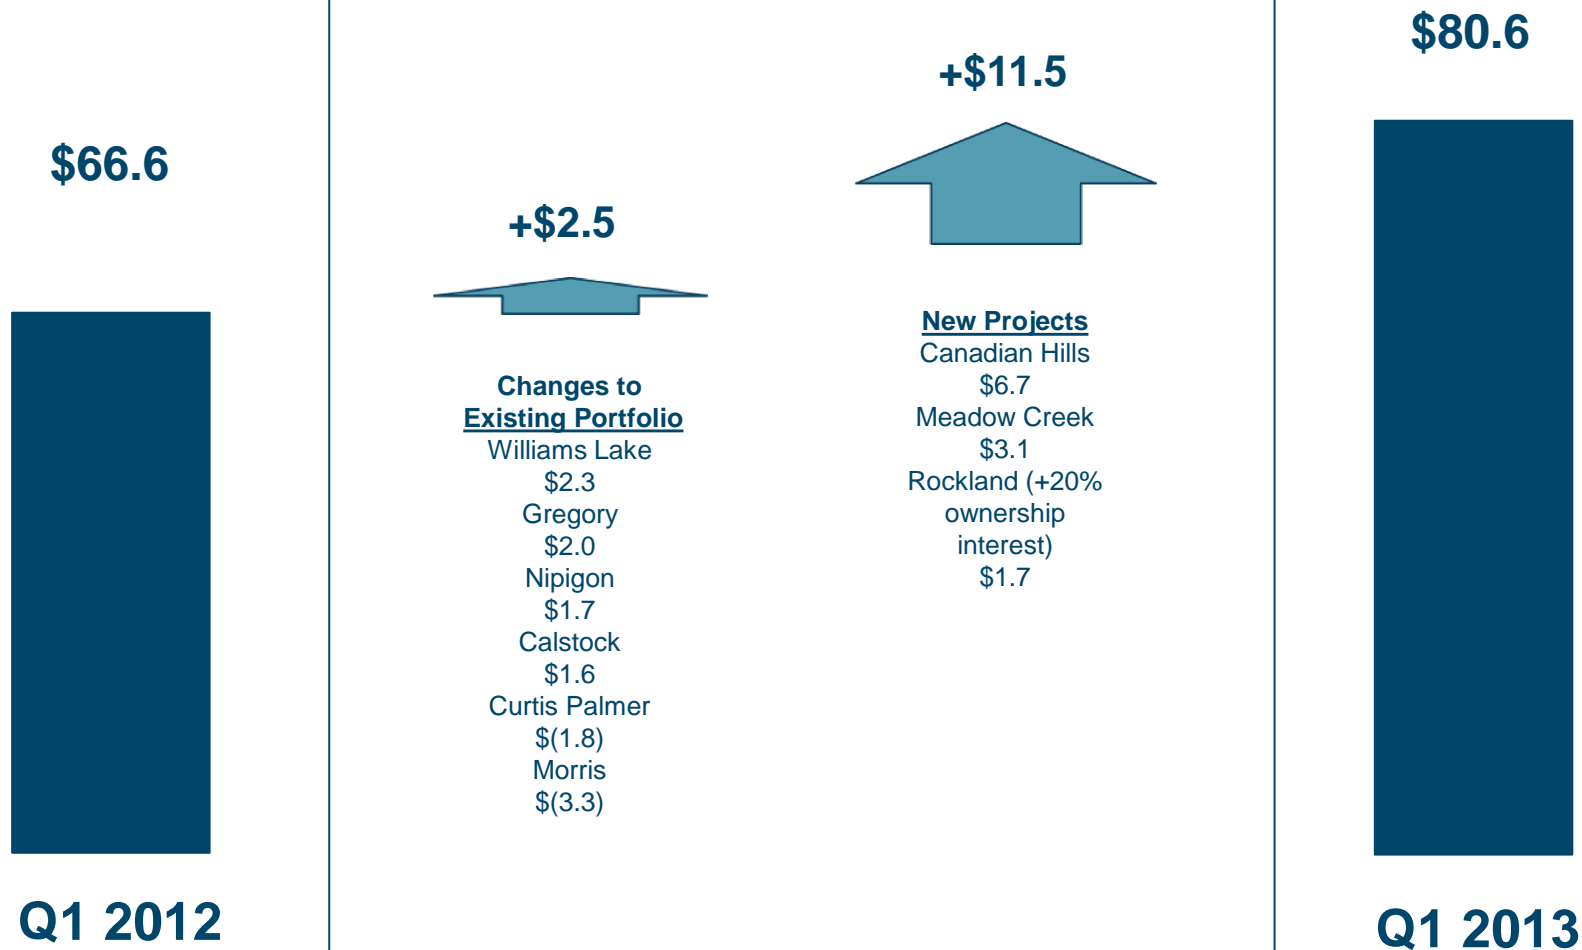 $66.6
Q1 2012
+$2.5
Changes to
Existing Portfolio
Williams Lake
$2.3
Gregory
$2.0
Nipigon
$1.7
Calstock
$1.6
Curtis Palmer
$(1.8)
Morris
$(3.3)
+$11.5
New Projects
Canadian Hills
$6.7
Meadow Creek
$3.1
Rockland (+20%
ownership
interest)
$1.7
$80.6
Q1 2013